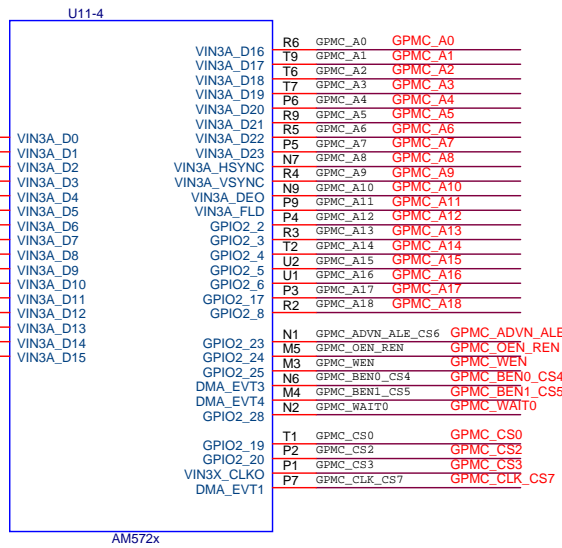 U11-4
VIN3A_D16 R6 GPMC_A0 GPMC_A0
VIN3A_D17 T9 GPMC_A1 GPMC_A1
VIN3A_D18 T6 GPMC_A2 GPMC_A2
VIN3A_D19 T7 GPMC_A3 GPMC_A3
VIN3A_D20 P6 GPMC_A4 GPMC_A4
VIN3A_D21 R9 GPMC_A5 GPMC_A5
VIN3A_D0 VIN3A_D22 R5 GPMC_A6 GPMC_A6
VIN3A_D1 VIN3A_D23 P5 GPMC_A7 GPMC_A7
VIN3A_D2 VIN3A_HSYNC N7 GPMC_A8 GPMC_A8
VIN3A_D3 VIN3A_VSYNC R4 GPMC_A9 GPMC_A9
VIN3A_D4 VIN3A_DEO N9 GPMC_A10 GPMC_A10
VIN3A_D5 VIN3A_FLD P9 GPMC_A11 GPMC_A11
VIN3A_D6 GPIO2_2 P4 GPMC_A12 GPMC_A12
VIN3A_D7 GPIO2_3 R3 GPMC_A13 GPMC_A13
VIN3A_D8 GPIO2_4 T2 GPMC_A14 GPMC_A14
VIN3A_D9 GPIO2_5 U2 GPMC_A15 GPMC_A15
VIN3A_D10 GPIO2_6 U1 GPMC_A16 GPMC_A16
VIN3A_D11 GPIO2_17 P3 GPMC_A17 GPMC_A17
VIN3A_D12 GPIO2_8 R2 GPMC_A18 GPMC_A18
VIN3A_D13
VIN3A_D14 GPIO2_23 N1 GPMC_ADVN_ALE_CS6 GPMC_ADVN_ALE
VIN3A_D15 GPIO2_24 M5 GPMC_OEN_REN GPMC_OEN_REN
GPIO2_25 M3 GPMC_WEN GPMC_WEN
DMA_EVT3 N6 GPMC_BEN0_CS4 GPMC_BEN0_CS4
DMA_EVT4 M4 GPMC_BEN1_CS5 GPMC_BEN1_CS5
GPIO2_28 N2 GPMC_WAIT0 GPMC_WAIT0
GPIO2_19 T1 GPMC_CS0 GPMC_CS0
GPIO2_20 P2 GPMC_CS2 GPMC_CS2
VIN3X_CLKO P1 GPMC_CS3 GPMC_CS3
DMA_EVT1 P7 GPMC_CLK_CS7 GPMC_CLK_CS7
AM572x